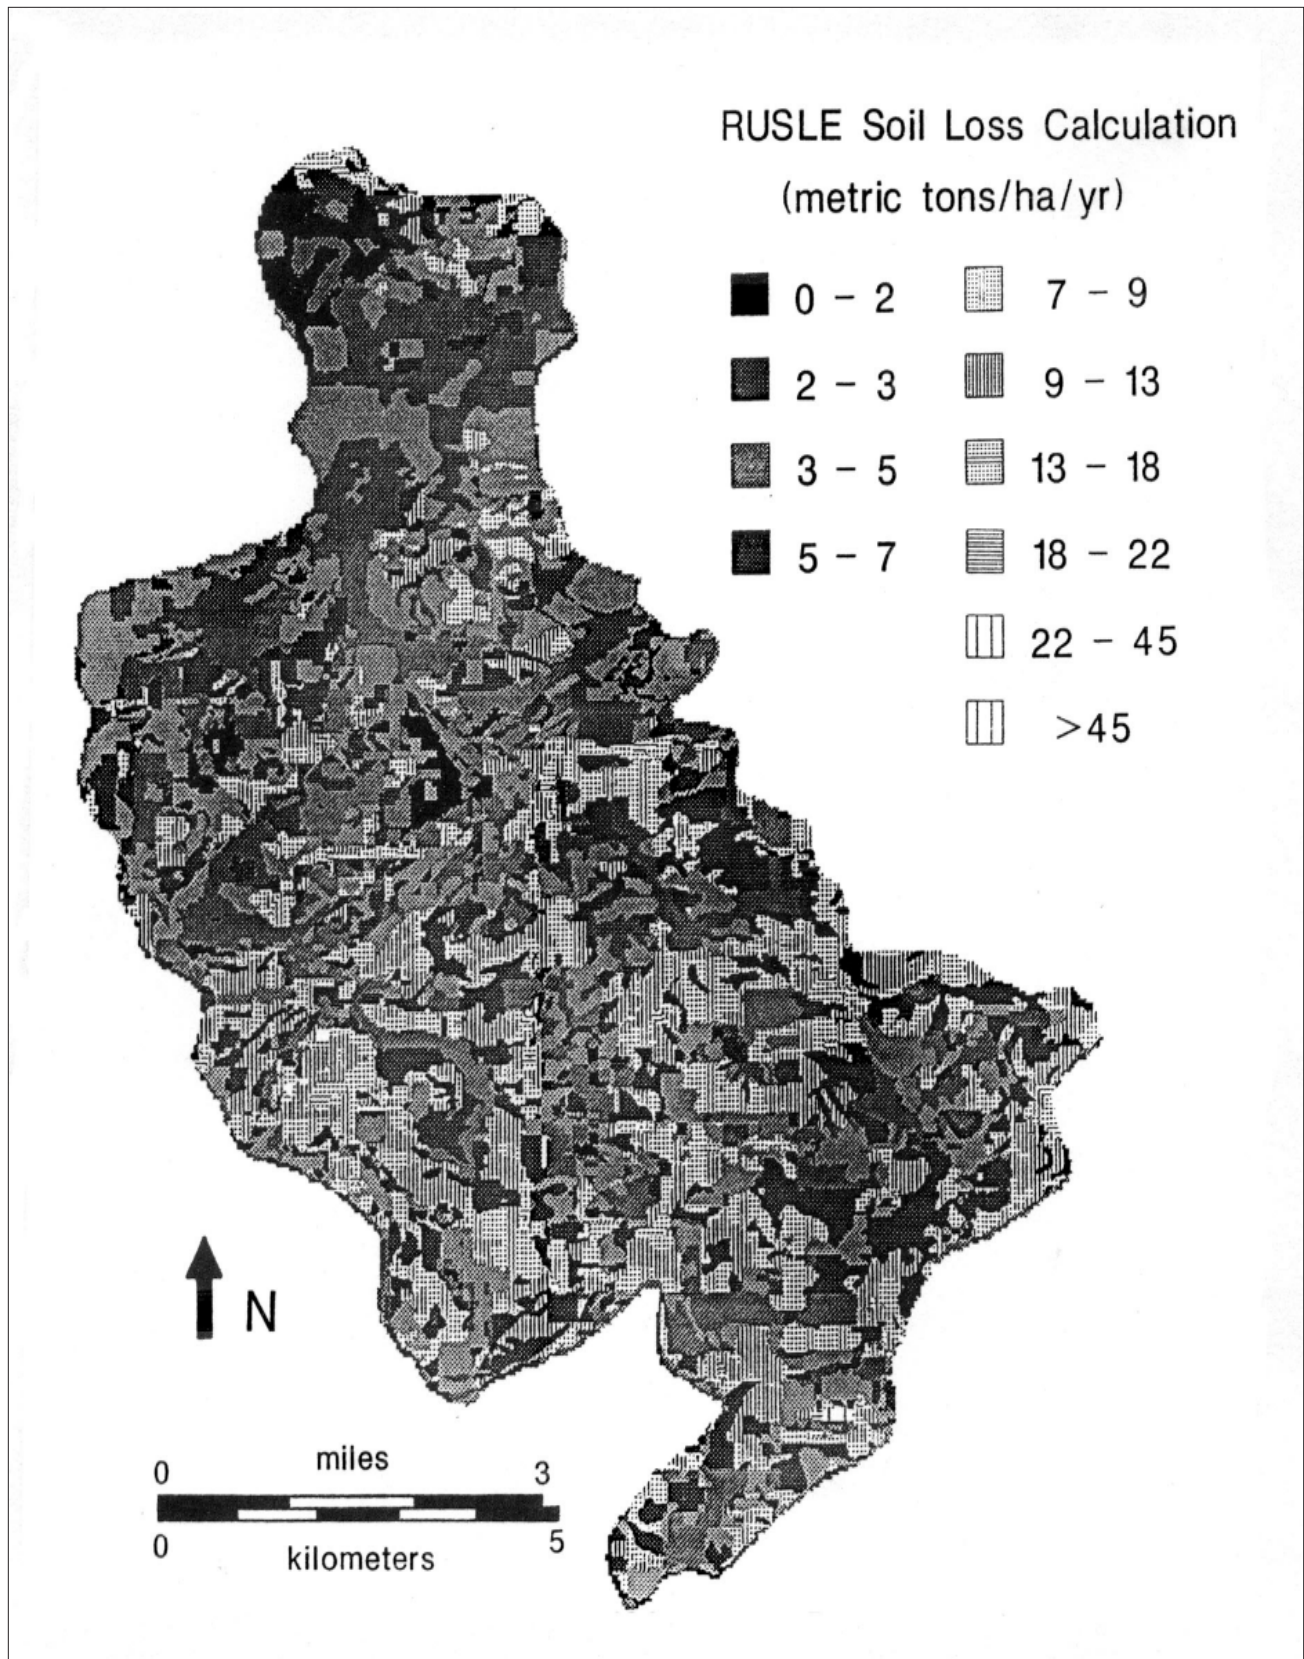 RUSLE Soil Loss Calculation
(metric tons/ha/yr)
0 - 2
2 - 3
3 - 5
5 - 7
7 - 9
9 - 13
13 - 18
18 - 22
22 - 45
>45
N
0 miles 3
0 kilometers 5